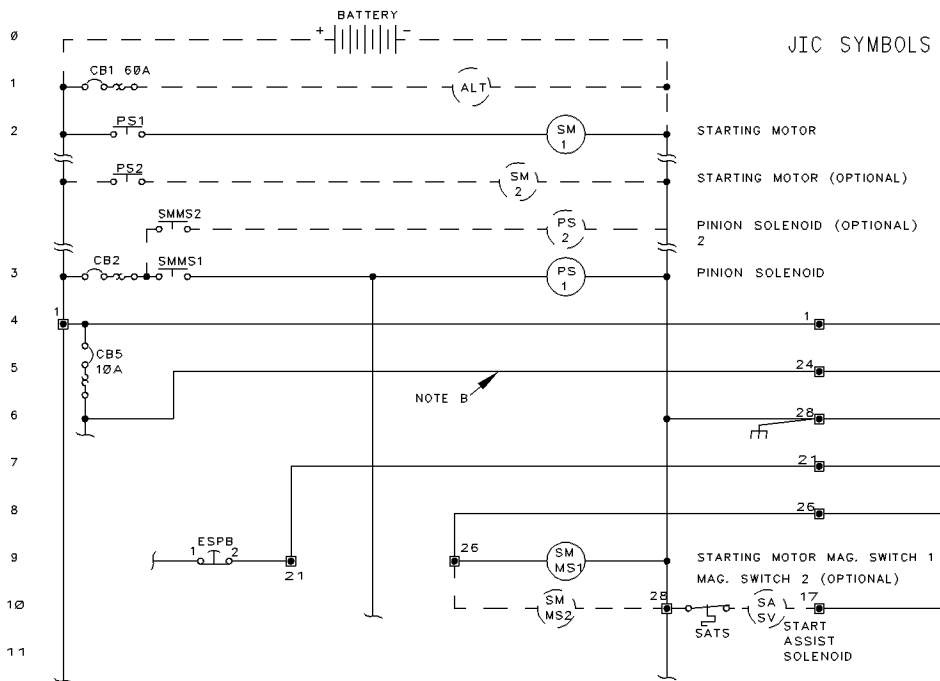 BATTERY
+ -
Ø
JIC SYMBOLS
1
CB1 6ØA
ALT
2
PS1
SM
1
STARTING MOTOR
PS2
SM
2
STARTING MOTOR (OPTIONAL)
SMMS2
PS
2
PINION SOLENOID (OPTIONAL)
2
3
CB2
SMMS1
PS
1
PINION SOLENOID
4
1
1
CB5
1ØA
5
24
NOTE B
6
28
7
21
8
26
9
1 ESPB 2
21
26
SM
MS1
STARTING MOTOR MAG. SWITCH 1
MAG. SWITCH 2 (OPTIONAL)
1Ø
SM
MS2
28
SATS
SA
SV
17
START
ASSIST
SOLENOID
11